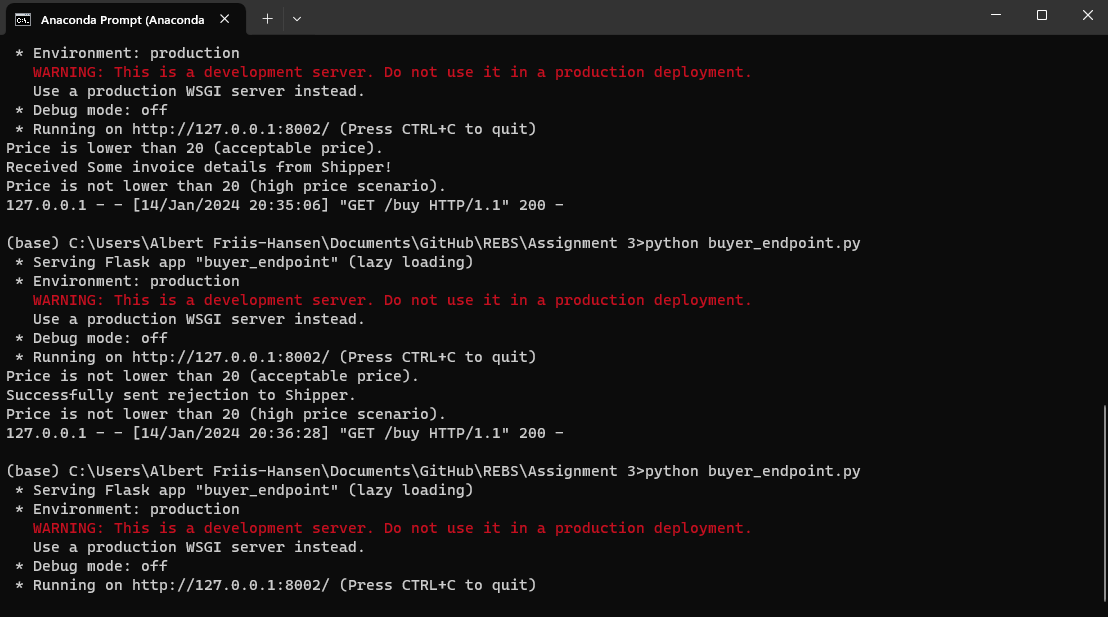 Anaconda Prompt (Anaconda
* Environment: production
WARNING: This is a development server. Do not use it in a production deployment.
Use a production WSGI server instead.
* Debug mode: off
* Running on http://127.0.0.1:8002/ (Press CTRL+C to quit)
Price is lower than 20 (acceptable price).
Received Some invoice details from Shipper!
Price is not lower than 20 (high price scenario).
127.0.0.1 - - [14/Jan/2024 20:35:06] "GET /buy HTTP/1.1" 200 -
(base) C:\Users\Albert Friis-Hansen\Documents\GitHub\REBS\Assignment 3>python buyer_endpoint.py
* Serving Flask app "buyer_endpoint" (lazy loading)
* Environment: production
WARNING: This is a development server. Do not use it in a production deployment.
Use a production WSGI server instead.
* Debug mode: off
* Running on http://127.0.0.1:8002/ (Press CTRL+C to quit)
Price is not lower than 20 (acceptable price).
Successfully sent rejection to Shipper.
Price is not lower than 20 (high price scenario).
127.0.0.1 - - [14/Jan/2024 20:36:28] "GET /buy HTTP/1.1" 200 -
(base) C:\Users\Albert Friis-Hansen\Documents\GitHub\REBS\Assignment 3>python buyer_endpoint.py
* Serving Flask app "buyer_endpoint" (lazy loading)
* Environment: production
WARNING: This is a development server. Do not use it in a production deployment.
Use a production WSGI server instead.
* Debug mode: off
* Running on http://127.0.0.1:8002/ (Press CTRL+C to quit)